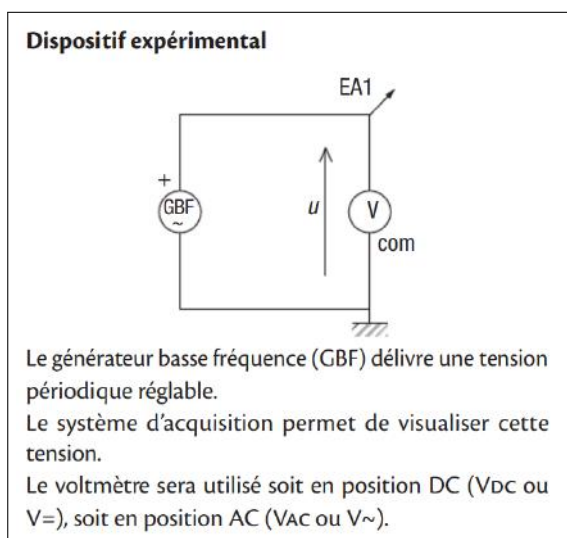 Dispositif expérimental
EA1
+
GBF
~
u
V
com
Le générateur basse fréquence (GBF) délivre une tension
périodique réglable.
Le système d'acquisition permet de visualiser cette
tension.
Le voltmètre sera utilisé soit en position DC (VDC ou
V=), soit en position AC (VAC ou V~).